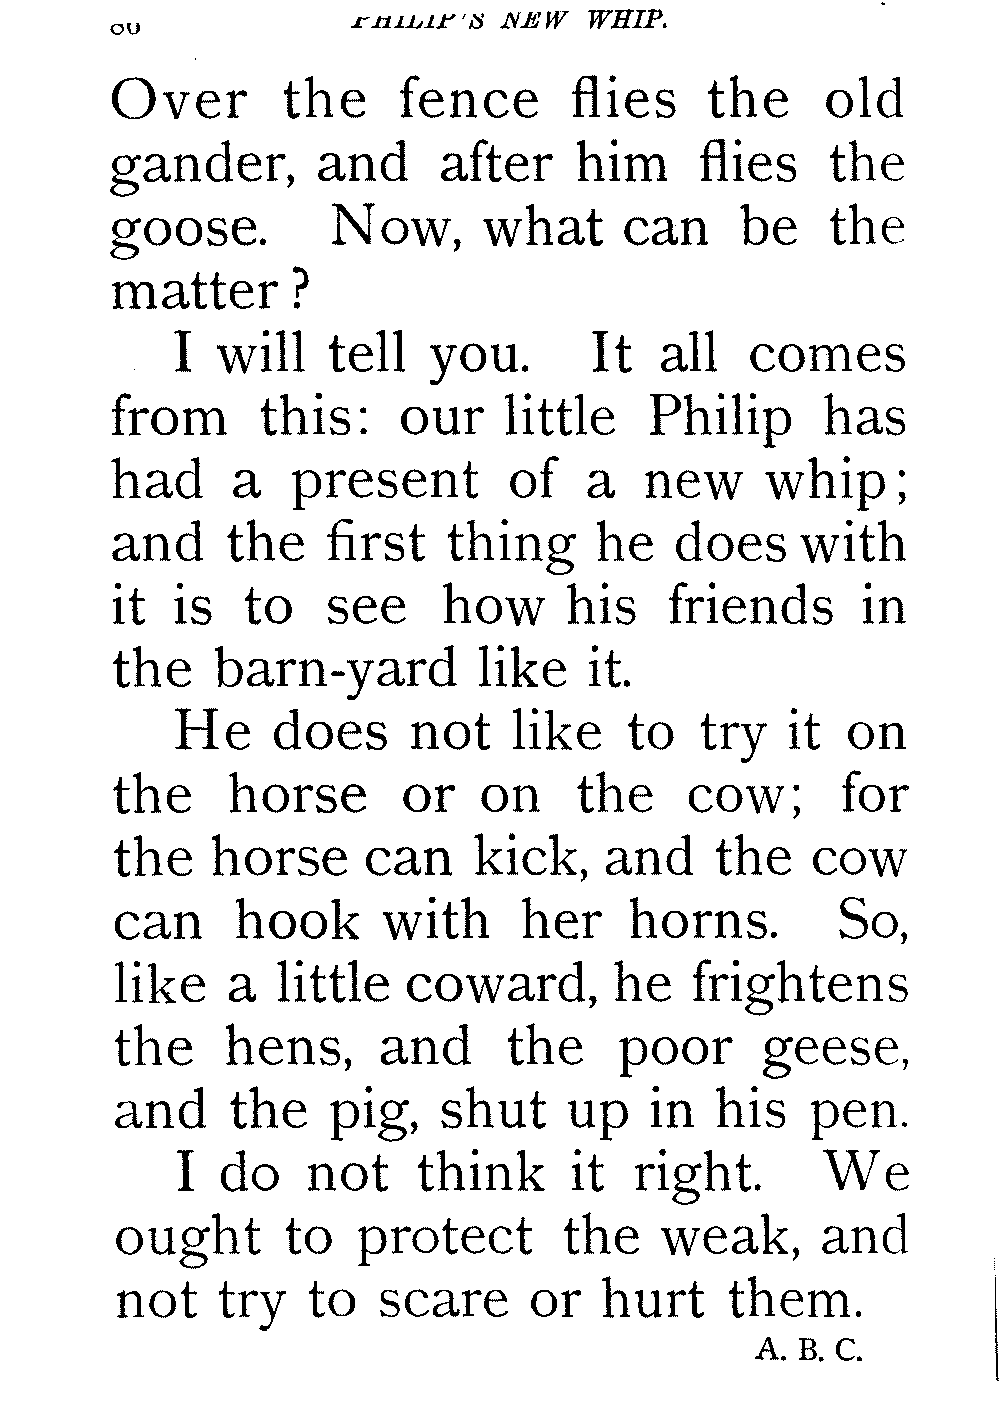 PHILIP'S NEW WHIP.
Over the fence flies the old
gander, and after him flies the
goose. Now, what can be the
matter?
I will tell you. It all comes
from this: our little Philip has
had a present of a new whip;
and the first thing he does with
it is to see how his friends in
the barn-yard like it.
He does not like to try it on
the horse or on the cow; for
the horse can kick, and the cow
can hook with her horns. So,
like a little coward, he frightens
the hens, and the poor geese,
and the pig, shut up in his pen.
I do not think it right. We
ought to protect the weak, and
not try to scare or hurt them.
A. B. C.